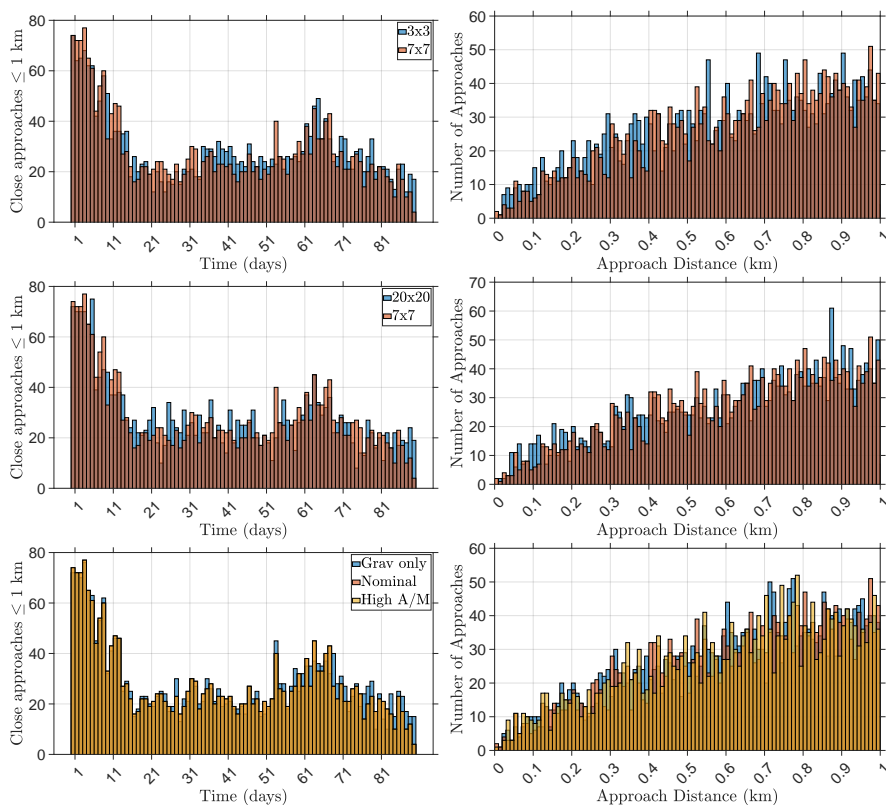 Close approaches ≤ 1 km
80
60
40
20
0
3x3
7x7
1 11 21 31 41 51 61 71 81
Time (days)
Number of Approaches
60
50
40
30
20
10
0
0 0.1 0.2 0.3 0.4 0.5 0.6 0.7 0.8 0.9 1
Approach Distance (km)
Close approaches ≤ 1 km
80
60
40
20
0
20x20
7x7
1 11 21 31 41 51 61 71 81
Time (days)
Number of Approaches
70
60
50
40
30
20
10
0
0 0.1 0.2 0.3 0.4 0.5 0.6 0.7 0.8 0.9 1
Approach Distance (km)
Close approaches ≤ 1 km
80
60
40
20
0
Grav only
Nominal
High A/M
1 11 21 31 41 51 61 71 81
Time (days)
Number of Approaches
60
50
40
30
20
10
0
0 0.1 0.2 0.3 0.4 0.5 0.6 0.7 0.8 0.9 1
Approach Distance (km)